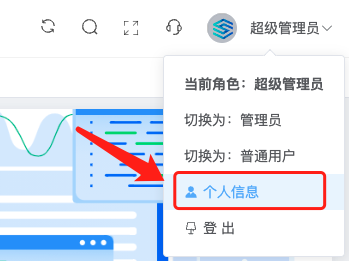 超级管理员
当前角色：超级管理员
切换为：管理员
切换为：普通用户
个人信息
登 出